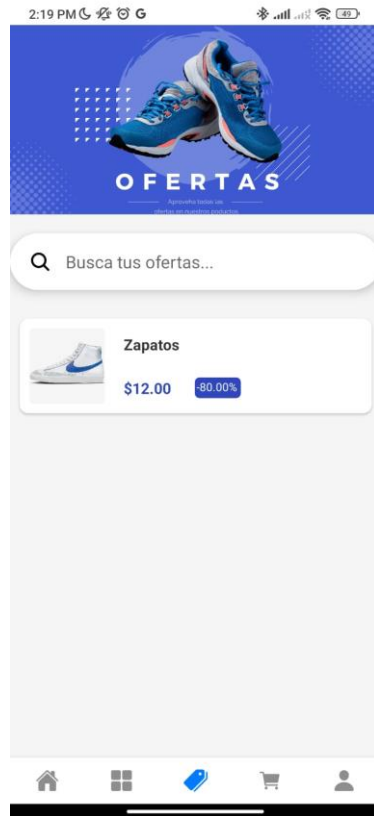 2:19 PM G 49
OFERTAS
Aprovecha todas las
ofertas en nuestros productos
Busca tus ofertas...
Zapatos
$12.00 -80.00%